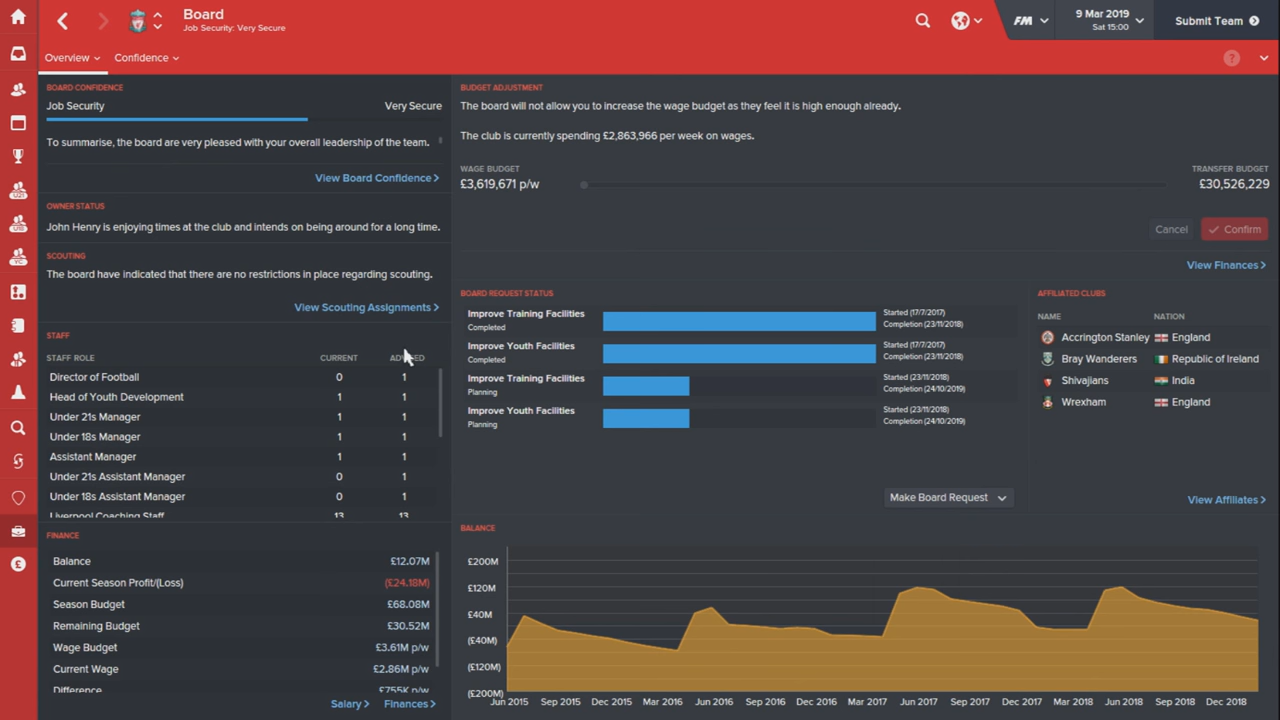 Board
Job Security: Very Secure
FM
9 Mar 2019
Sat 15:00
Submit Team
Overview
Confidence
?
BOARD CONFIDENCE
Job Security
Very Secure
To summarise, the board are very pleased with your overall leadership of the team.
View Board Confidence >
OWNER STATUS
John Henry is enjoying times at the club and intends on being around for a long time.
SCOUTING
The board have indicated that there are no restrictions in place regarding scouting.
View Scouting Assignments >
STAFF
STAFF ROLE CURRENT
Director of Football 0 1
Head of Youth Development 1 1
Under 21s Manager 1 1
Under 18s Manager 1 1
Assistant Manager 1 1
Under 21s Assistant Manager 0 1
Under 18s Assistant Manager 0 1
Liverpool Coaching Staff 13 13
FINANCE
Balance £12.07M
Current Season Profit/(Loss) (£24.18M)
Season Budget £68.08M
Remaining Budget £30.52M
Wage Budget £3.61M p/w
Current Wage £2.86M p/w
Difference £755K p/w
Salary > Finances >
BUDGET ADJUSTMENT
The board will not allow you to increase the wage budget as they feel it is high enough already.
The club is currently spending £2,863,966 per week on wages.
WAGE BUDGET
£3,619,671 p/w
TRANSFER BUDGET
£30,526,229
Cancel
Confirm
View Finances >
BOARD REQUEST STATUS
Improve Training Facilities
Completed
Started (17/7/2017)
Completion (23/11/2018)
Improve Youth Facilities
Completed
Started (17/7/2017)
Completion (23/11/2018)
Improve Training Facilities
Planning
Started (23/11/2018)
Completion (24/10/2019)
Improve Youth Facilities
Planning
Started (23/11/2018)
Completion (24/10/2019)
Make Board Request
AFFILIATED CLUBS
NAME NATION
Accrington Stanley England
Bray Wanderers Republic of Ireland
Shivajians India
Wrexham England
View Affiliates >
BALANCE
£200M
£120M
£40M
(£40M)
(£120M)
(£200M)
Jun 2015 Sep 2015 Dec 2015 Mar 2016 Jun 2016 Sep 2016 Dec 2016 Mar 2017 Jun 2017 Sep 2017 Dec 2017 Mar 2018 Jun 2018 Sep 2018 Dec 2018